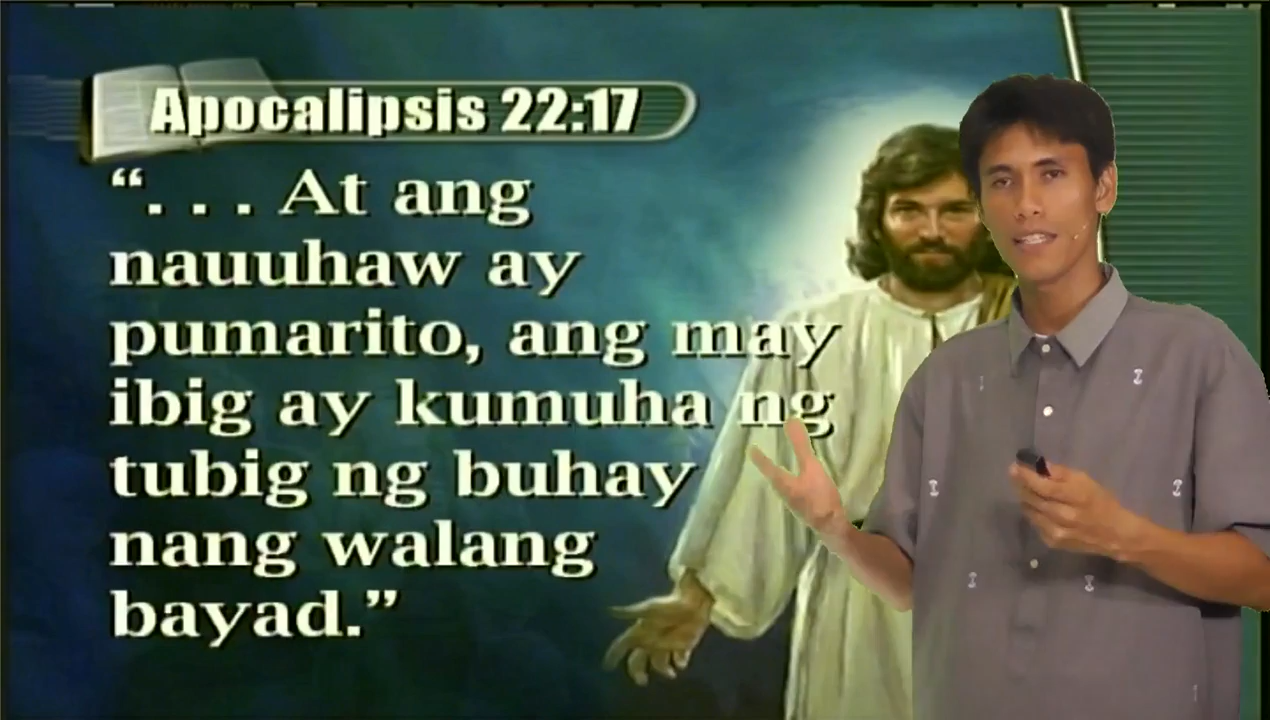 Apocalipsis 22:17
“. . . At ang
nauuhaw ay
pumarito, ang may
ibig ay kumuha ng
tubig ng buhay
nang walang
bayad.”